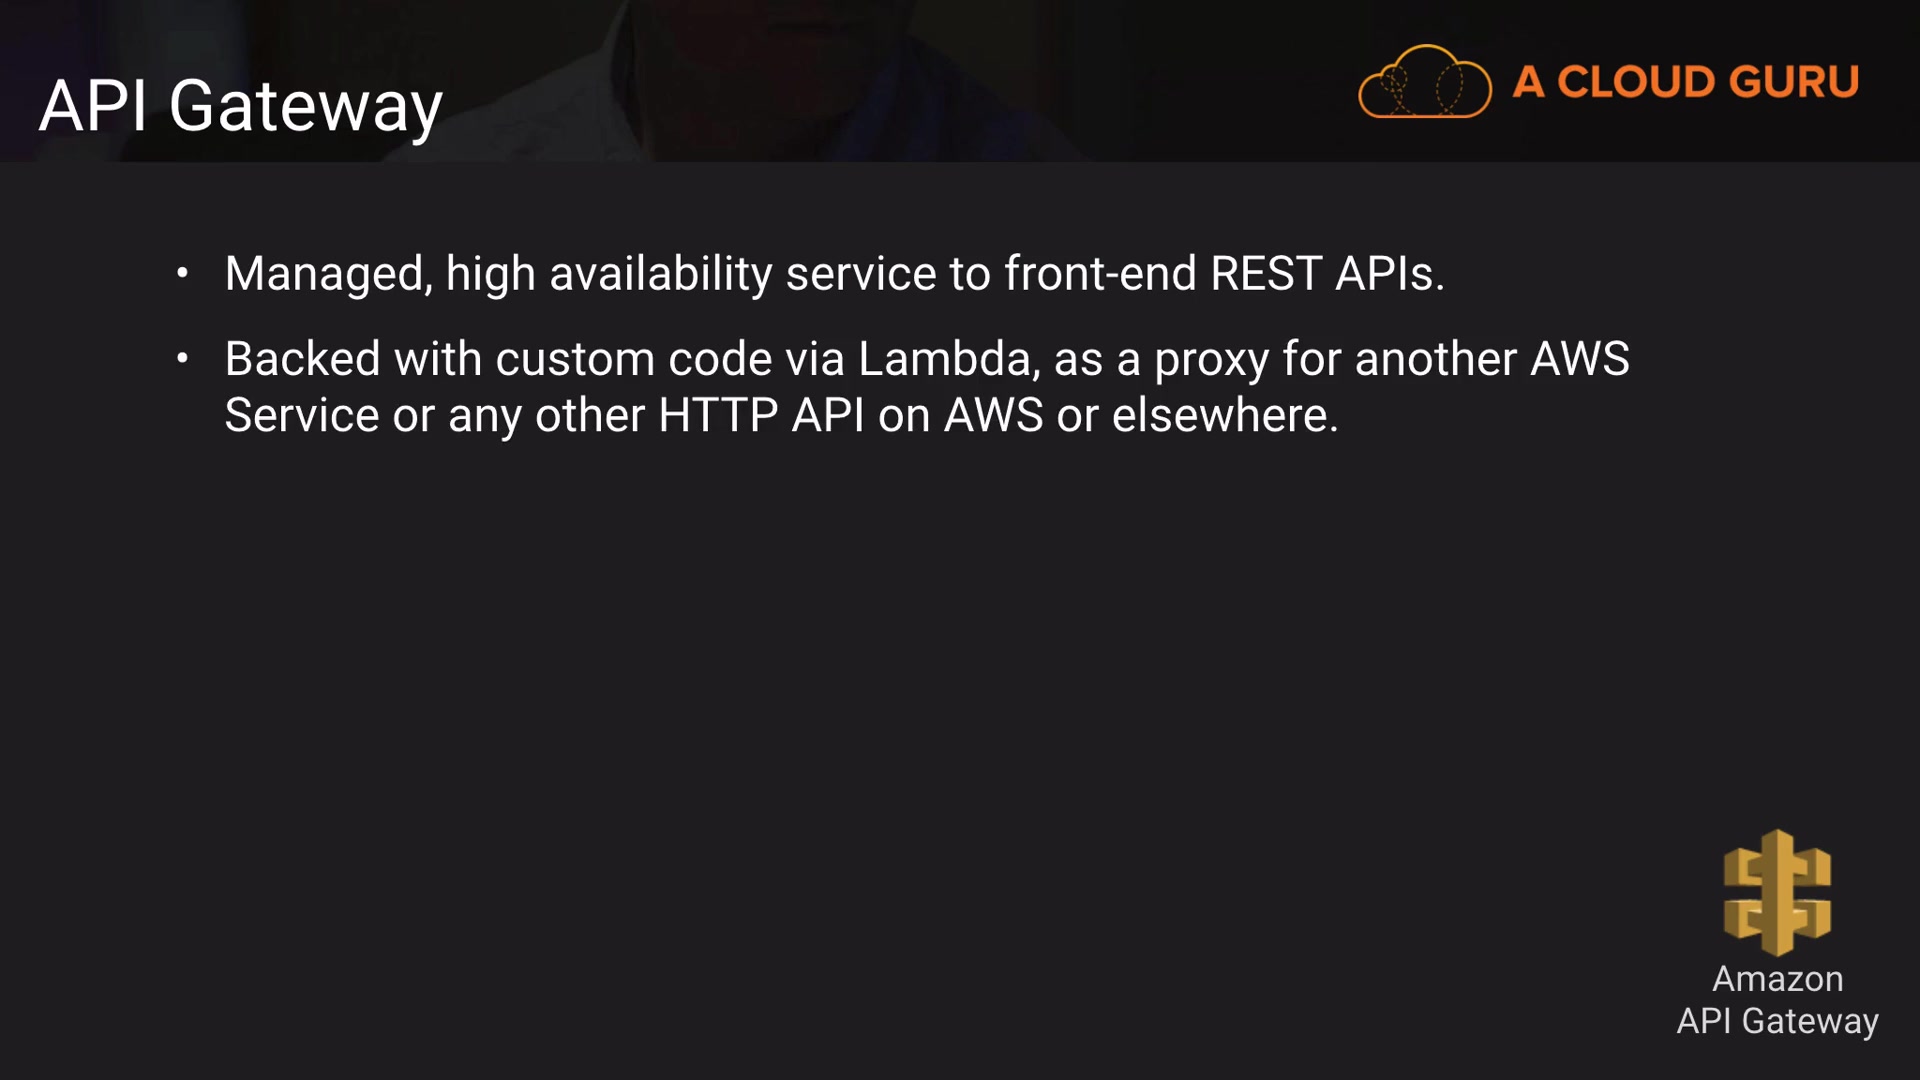 API Gateway
A CLOUD GURU
• Managed, high availability service to front-end REST APIs.
• Backed with custom code via Lambda, as a proxy for another AWS
Service or any other HTTP API on AWS or elsewhere.
Amazon
API Gateway